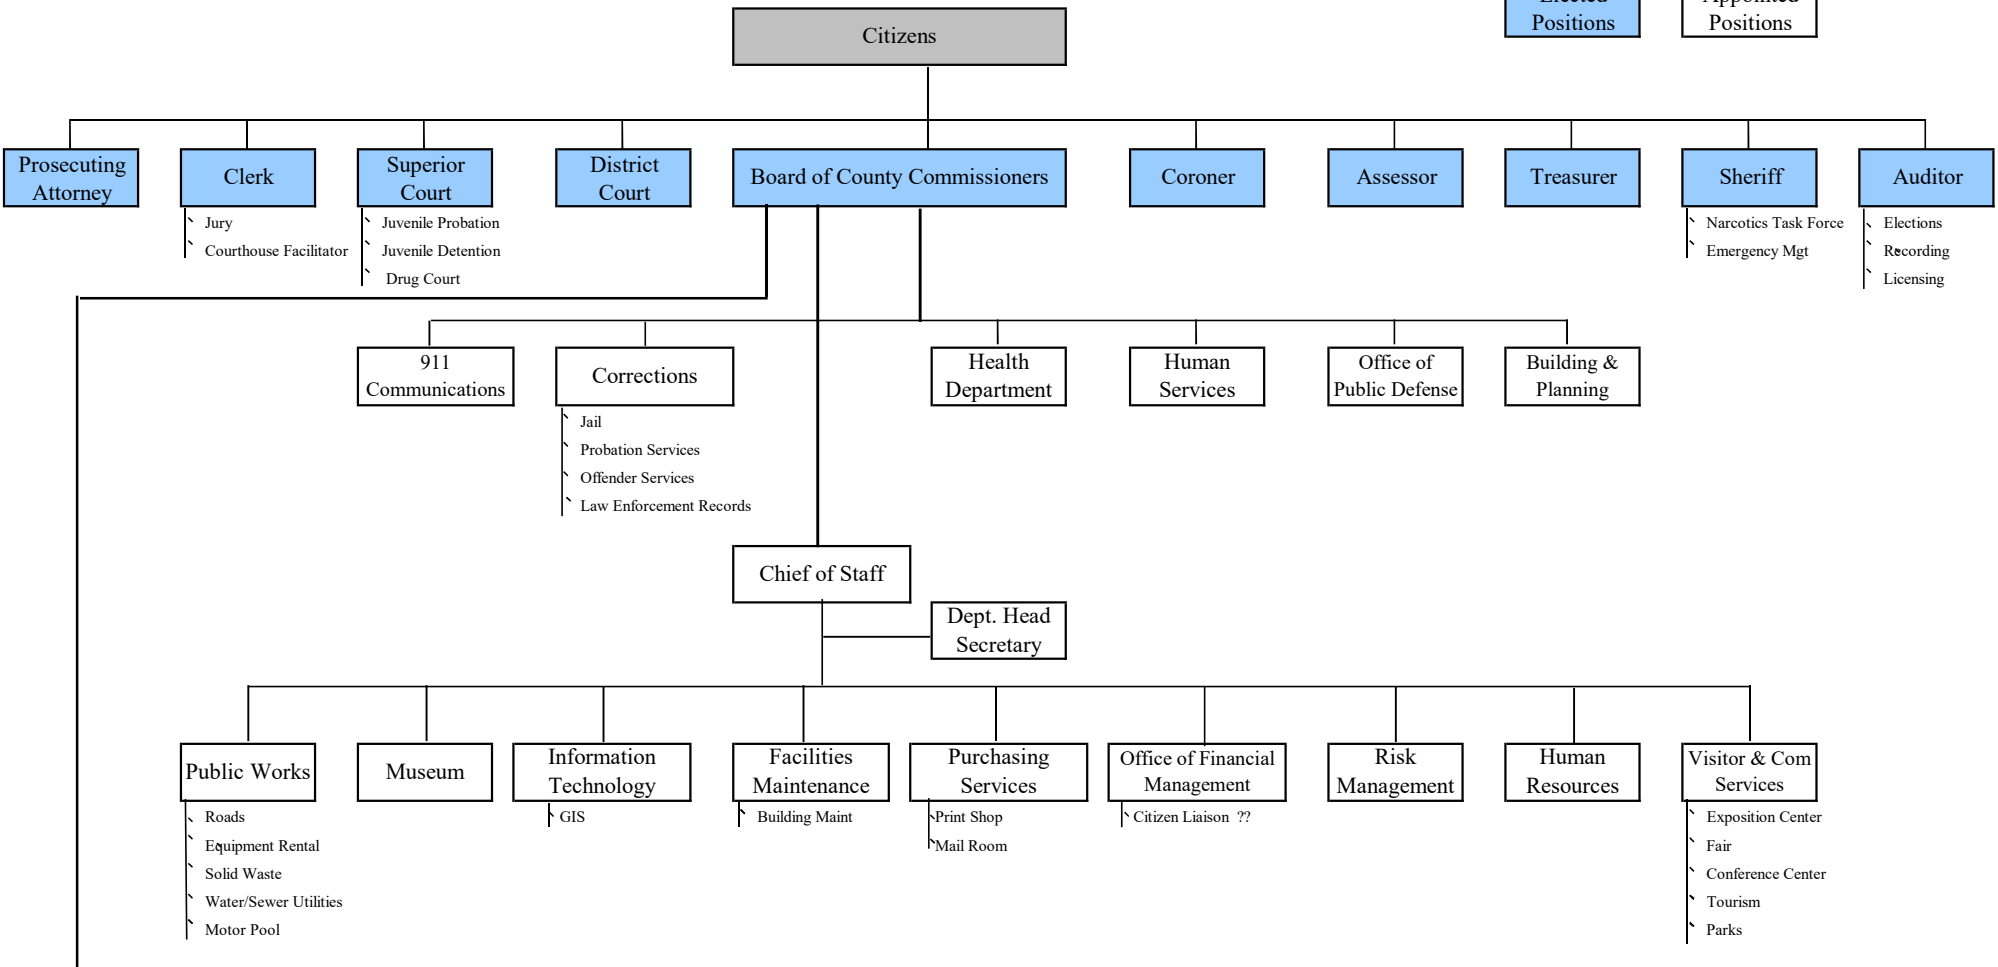 Elected
Positions
Appointed
Positions
Citizens
Prosecuting
Attorney
Clerk
Superior
Court
District
Court
Board of County Commissioners
Coroner
Assessor
Treasurer
Sheriff
Auditor
Jury
Courthouse Facilitator
Juvenile Probation
Juvenile Detention
Drug Court
Narcotics Task Force
Emergency Mgt
Elections
Recording
Licensing
911
Communications
Corrections
Health
Department
Human
Services
Office of
Public Defense
Building &
Planning
Jail
Probation Services
Offender Services
Law Enforcement Records
Chief of Staff
Dept. Head
Secretary
Public Works
Museum
Information
Technology
Facilities
Maintenance
Purchasing
Services
Office of Financial
Management
Risk
Management
Human
Resources
Visitor & Com
Services
Roads
Equipment Rental
Solid Waste
Water/Sewer Utilities
Motor Pool
GIS
Building Maint
Print Shop
Mail Room
Citizen Liaison ??
Exposition Center
Fair
Conference Center
Tourism
Parks